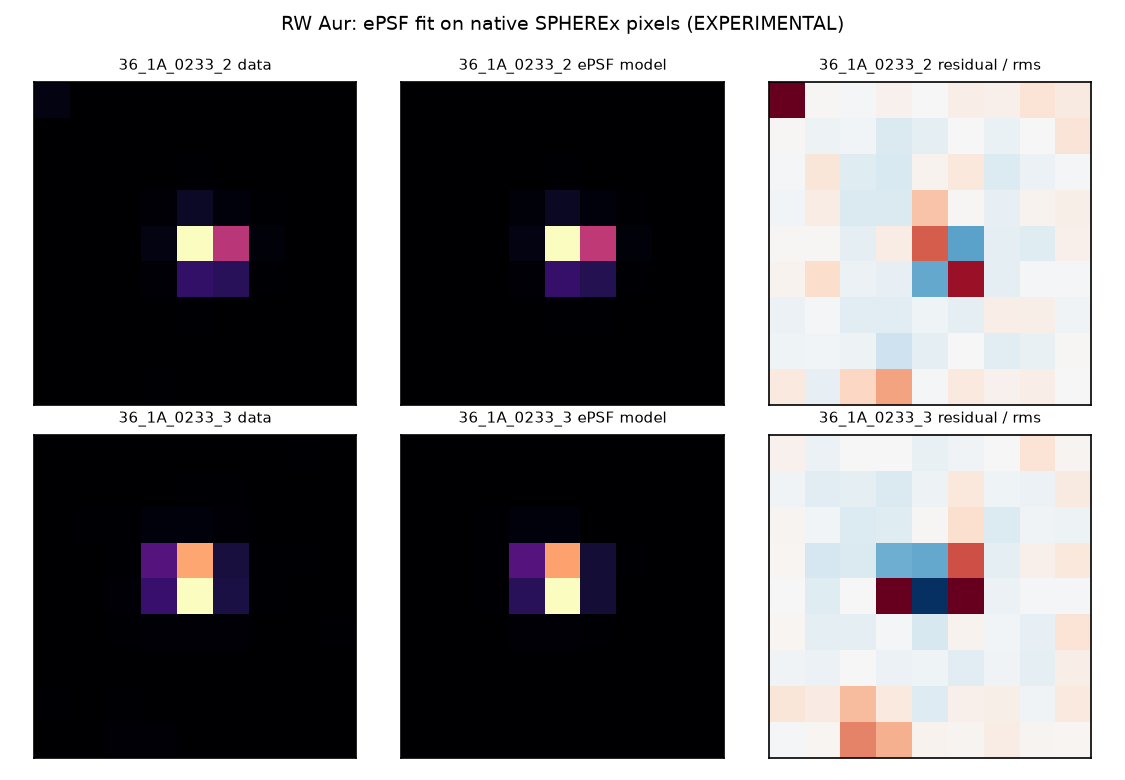 RW Aur: ePSF fit on native SPHEREx pixels (EXPERIMENTAL)
36_1A_0233_2 data
36_1A_0233_2 ePSF model
36_1A_0233_2 residual / rms
36_1A_0233_3 data
36_1A_0233_3 ePSF model
36_1A_0233_3 residual / rms